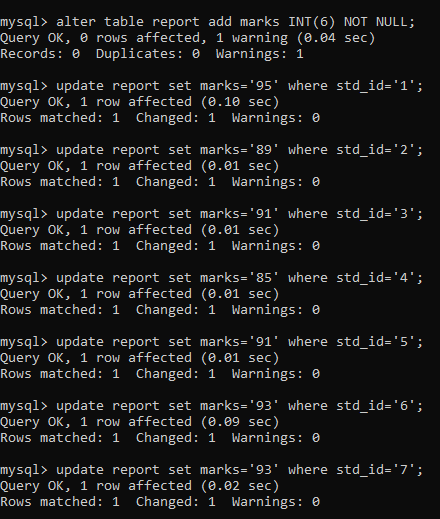 mysql> alter table report add marks INT(6) NOT NULL;
Query OK, 0 rows affected, 1 warning (0.04 sec)
Records: 0  Duplicates: 0  Warnings: 1
mysql> update report set marks='95' where std_id='1';
Query OK, 1 row affected (0.10 sec)
Rows matched: 1  Changed: 1  Warnings: 0
mysql> update report set marks='89' where std_id='2';
Query OK, 1 row affected (0.01 sec)
Rows matched: 1  Changed: 1  Warnings: 0
mysql> update report set marks='91' where std_id='3';
Query OK, 1 row affected (0.01 sec)
Rows matched: 1  Changed: 1  Warnings: 0
mysql> update report set marks='85' where std_id='4';
Query OK, 1 row affected (0.01 sec)
Rows matched: 1  Changed: 1  Warnings: 0
mysql> update report set marks='91' where std_id='5';
Query OK, 1 row affected (0.01 sec)
Rows matched: 1  Changed: 1  Warnings: 0
mysql> update report set marks='93' where std_id='6';
Query OK, 1 row affected (0.09 sec)
Rows matched: 1  Changed: 1  Warnings: 0
mysql> update report set marks='93' where std_id='7';
Query OK, 1 row affected (0.02 sec)
Rows matched: 1  Changed: 1  Warnings: 0